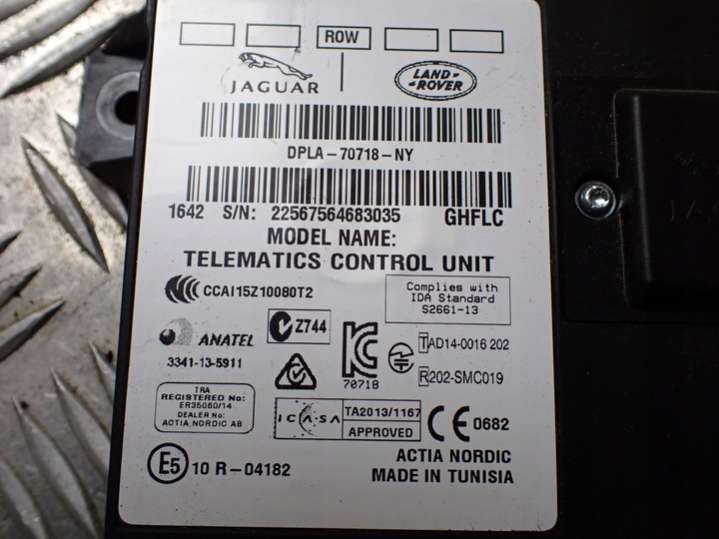 ROW
JAGUAR
LAND-
-ROVER
DPLA-70718-NY
1642 S/N: 22567564683035 GHFLC
MODEL NAME:
TELEMATICS CONTROL UNIT
CCAI15Z10080T2
Complies with
IDA Standard
S2661-13
ANATEL
3341-13-5911
Z744
70718
TAD14-0016 202
R202-SMC019
TRA
REGISTERED No:
ER35050/14
DEALER No:
ACTIA NORDIC AB
ICASA
TA2013/1167
APPROVED
CE 0682
E5 10 R-04182
ACTIA NORDIC
MADE IN TUNISIA